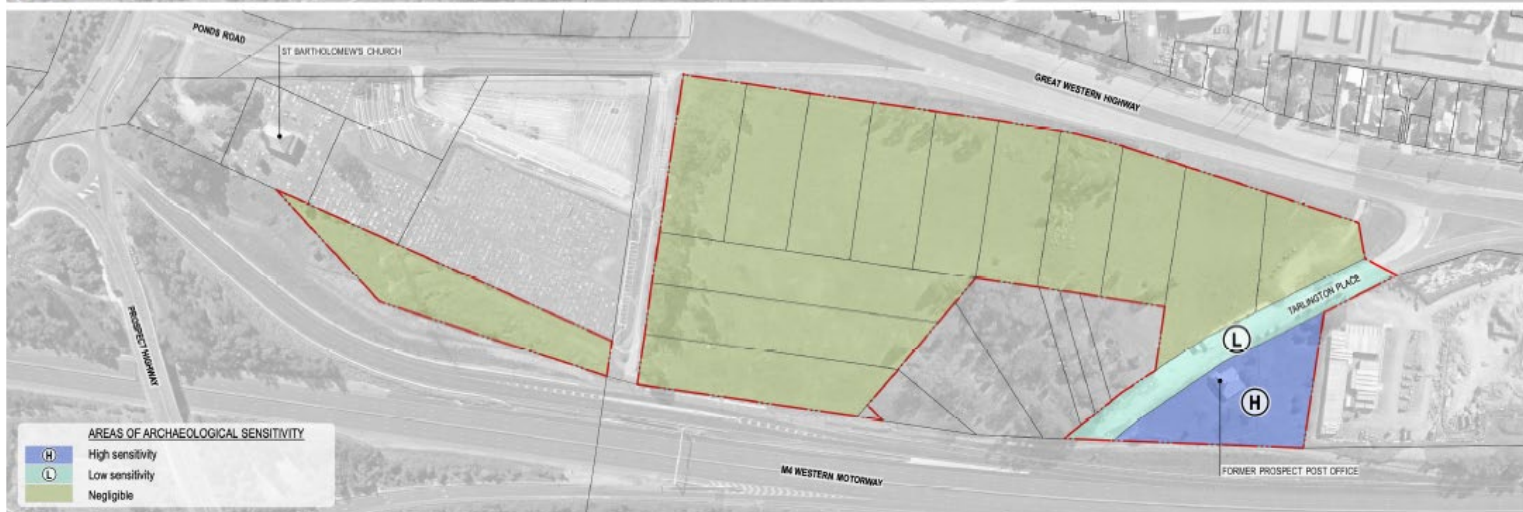 PONDS ROAD
ST BARTHOLOMEW'S CHURCH
GREAT WESTERN HIGHWAY
TARLINGTON PLACE
PROSPECT HIGHWAY
L
H
AREAS OF ARCHAEOLOGICAL SENSITIVITY
H High sensitivity
L Low sensitivity
Negligible
M4 WESTERN MOTORWAY
FORMER PROSPECT POST OFFICE